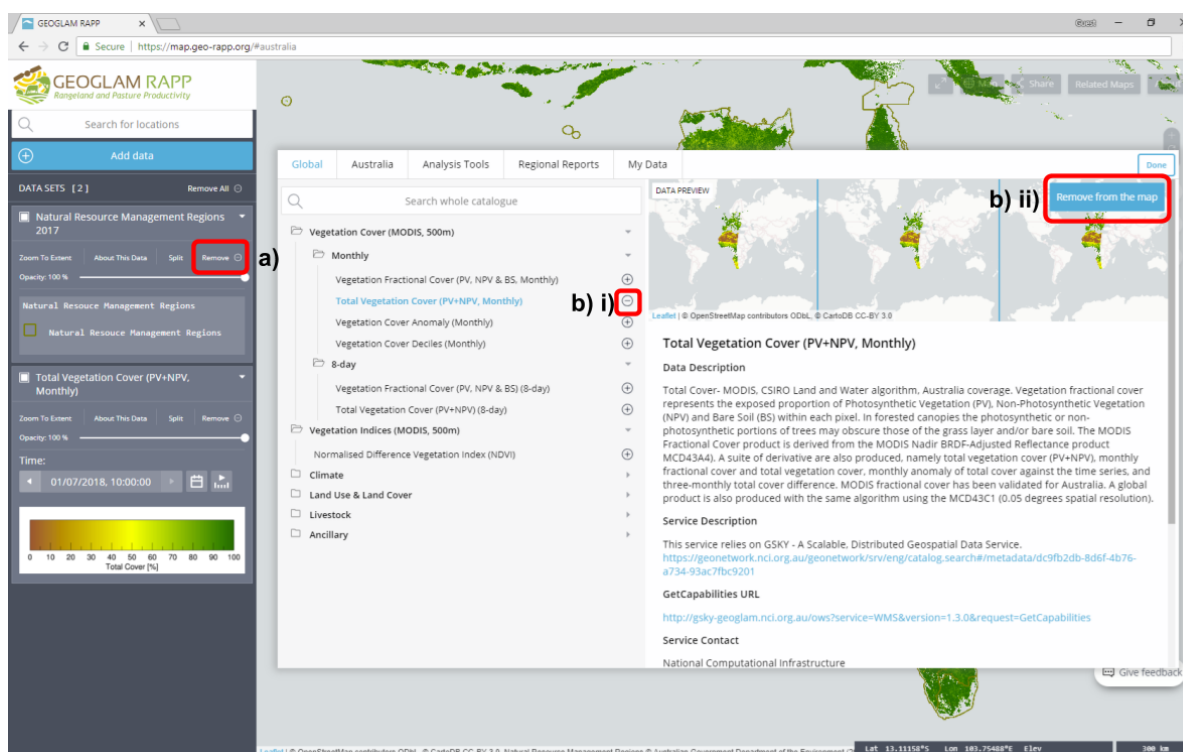 GEOGLAM RAPP
Secure | https://map.geo-rapp.org/#australia
GEOGLAM RAPP
Rangeland and Pasture Productivity
Search for locations
Add data
DATA SETS [ 2 ]
Remove All
Natural Resource Management Regions
2017
Zoom To Extent
About This Data
Split
Remove
a)
Opacity: 100 %
Natural Resouce Management Regions
Natural Resouce Management Regions
Total Vegetation Cover (PV+NPV,
Monthly)
Zoom To Extent
About This Data
Split
Remove
Opacity: 100 %
Time:
01/07/2018, 10:00:00
0 10 20 30 40 50 60 70 80 90 100
Total Cover [%]
Share
Related Maps
Global
Australia
Analysis Tools
Regional Reports
My Data
Done
Search whole catalogue
Vegetation Cover (MODIS, 500m)
Monthly
Vegetation Fractional Cover (PV, NPV & BS, Monthly)
Total Vegetation Cover (PV+NPV, Monthly)
b) i)
Vegetation Cover Anomaly (Monthly)
Vegetation Cover Deciles (Monthly)
8-day
Vegetation Fractional Cover (PV, NPV & BS) (8-day)
Total Vegetation Cover (PV+NPV) (8-day)
Vegetation Indices (MODIS, 500m)
Normalised Difference Vegetation Index (NDVI)
Climate
Land Use & Land Cover
Livestock
Ancillary
DATA PREVIEW
b) ii)
Remove from the map
Leaflet | © OpenStreetMap contributors ODbL, © CartoDB CC-BY 3.0
Total Vegetation Cover (PV+NPV, Monthly)
Data Description
Total Cover- MODIS, CSIRO Land and Water algorithm, Australia coverage. Vegetation fractional cover
represents the exposed proportion of Photosynthetic Vegetation (PV), Non-Photosynthetic Vegetation
(NPV) and Bare Soil (BS) within each pixel. In forested canopies the photosynthetic or non-
photosynthetic portions of trees may obscure those of the grass layer and/or bare soil. The MODIS
Fractional Cover product is derived from the MODIS Nadir BRDF-Adjusted Reflectance product
MCD43A4). A suite of derivative are also produced, namely total vegetation cover (PV+NPV), monthly
fractional cover and total vegetation cover, monthly anomaly of total cover against the time series, and
three-monthly total cover difference. MODIS fractional cover has been validated for Australia. A global
product is also produced with the same algorithm using the MCD43C1 (0.05 degrees spatial resolution).
Service Description
This service relies on GSKY - A Scalable, Distributed Geospatial Data Service.
https://geonetwork.nci.org.au/geonetwork/srv/eng/catalog.search#/metadata/dc9fb2db-8d6f-4b76-
a734-93ac7fbc9201
GetCapabilities URL
http://gsky-geoglam.nci.org.au/ows?service=WMS&version=1.3.0&request=GetCapabilities
Service Contact
National Computational Infrastructure
Give feedback
Leaflet | © OpenStreetMap contributors ODbL, © CartoDB CC-BY 3.0, Natural Resource Management Regions © Australian Government Department of the Environment
Lat 13.11158°S Lon 103.75488°E Elev
300 km